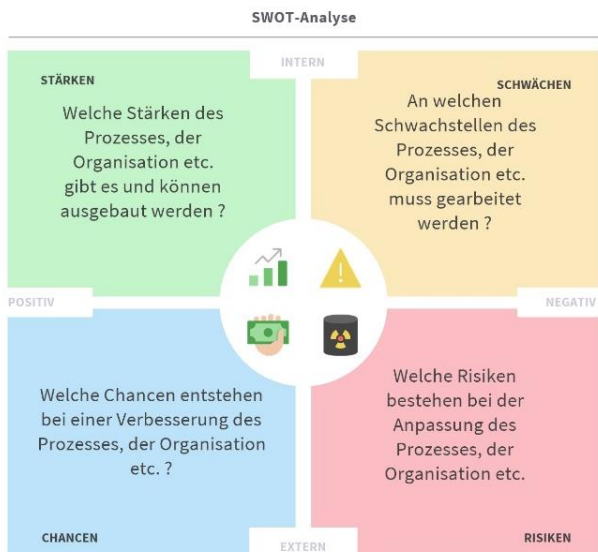 SWOT-Analyse
INTERN
STÄRKEN
Welche Stärken des
Prozesses, der
Organisation etc.
gibt es und können
ausgebaut werden ?
SCHWÄCHEN
An welchen
Schwachstellen des
Prozesses, der
Organisation etc.
muss gearbeitet
werden ?
POSITIV
NEGATIV
Welche Chancen entstehen
bei einer Verbesserung des
Prozesses, der Organisation
etc. ?
CHANCEN
Welche Risiken
bestehen bei der
Anpassung des
Prozesses, der
Organisation etc.
RISIKEN
EXTERN